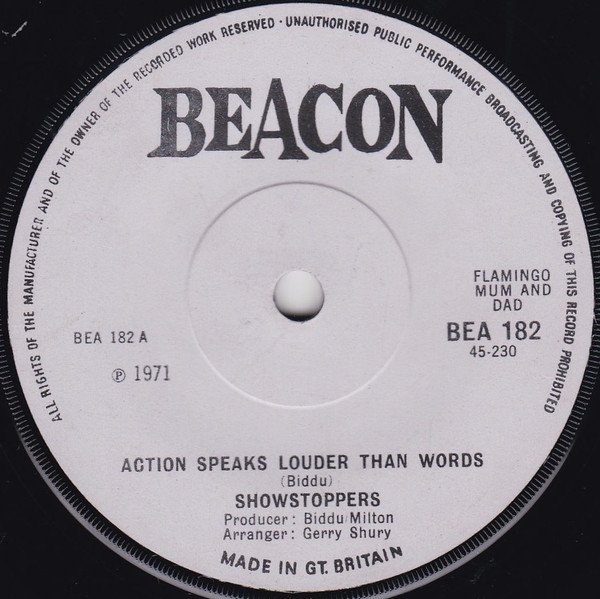 ALL RIGHTS OF THE MANUFACTURER AND OF THE OWNER OF THE RECORDED WORK RESERVED · UNAUTHORISED PUBLIC PERFORMANCE BROADCASTING AND COPYING OF THIS RECORD PROHIBITED
BEACON
FLAMINGO
MUM AND
DAD
BEA 182
45-230
BEA 182 A
℗ 1971
ACTION SPEAKS LOUDER THAN WORDS
(Biddu)
SHOWSTOPPERS
Producer: Biddu/Milton
Arranger: Gerry Shury
MADE IN GT. BRITAIN